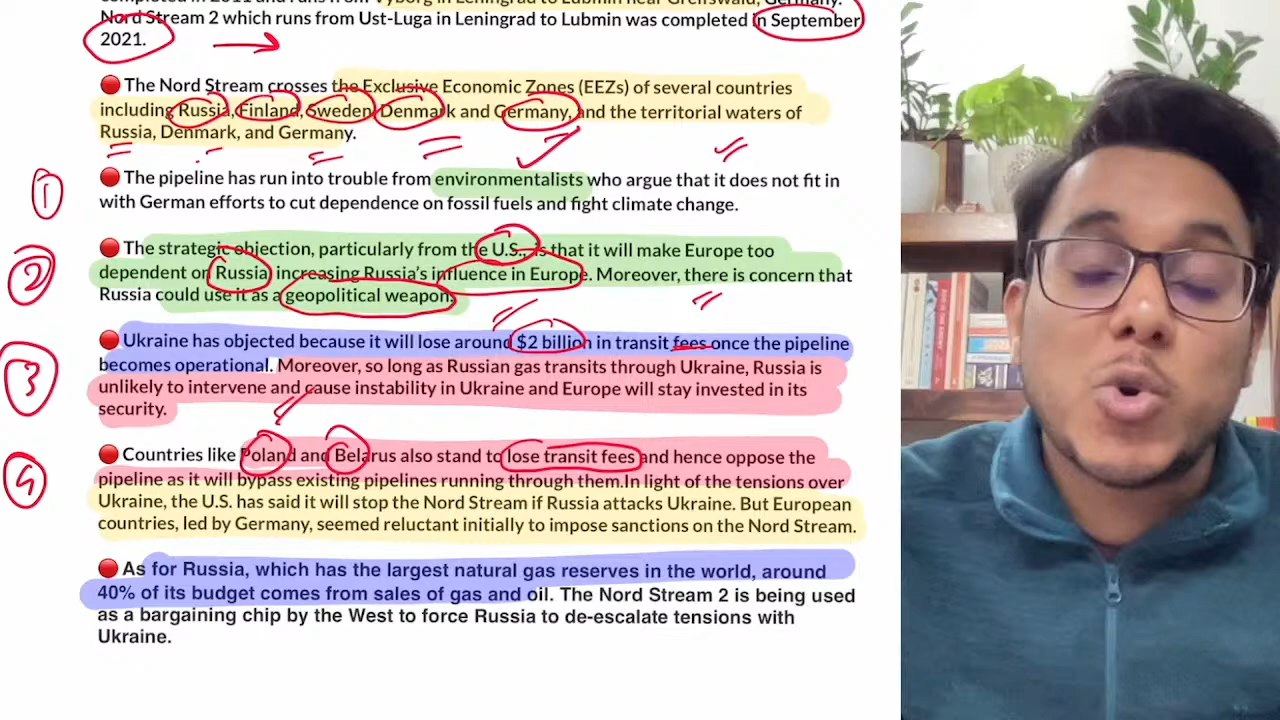 Nord Stream 2 which runs from Ust-Luga in Leningrad to Lubmin was completed in September
2021.
The Nord Stream crosses the Exclusive Economic Zones (EEZs) of several countries
including Russia, Finland, Sweden, Denmark and Germany, and the territorial waters of
Russia, Denmark, and Germany.
1
The pipeline has run into trouble from environmentalists who argue that it does not fit in
with German efforts to cut dependence on fossil fuels and fight climate change.
2
The strategic objection, particularly from the U.S., is that it will make Europe too
dependent on Russia, increasing Russia's influence in Europe. Moreover, there is concern that
Russia could use it as a geopolitical weapon.
3
Ukraine has objected because it will lose around $2 billion in transit fees once the pipeline
becomes operational. Moreover, so long as Russian gas transits through Ukraine, Russia is
unlikely to intervene and cause instability in Ukraine and Europe will stay invested in its
security.
4
Countries like Poland and Belarus also stand to lose transit fees and hence oppose the
pipeline as it will bypass existing pipelines running through them.In light of the tensions over
Ukraine, the U.S. has said it will stop the Nord Stream if Russia attacks Ukraine. But European
countries, led by Germany, seemed reluctant initially to impose sanctions on the Nord Stream.
As for Russia, which has the largest natural gas reserves in the world, around
40% of its budget comes from sales of gas and oil. The Nord Stream 2 is being used
as a bargaining chip by the West to force Russia to de-escalate tensions with
Ukraine.